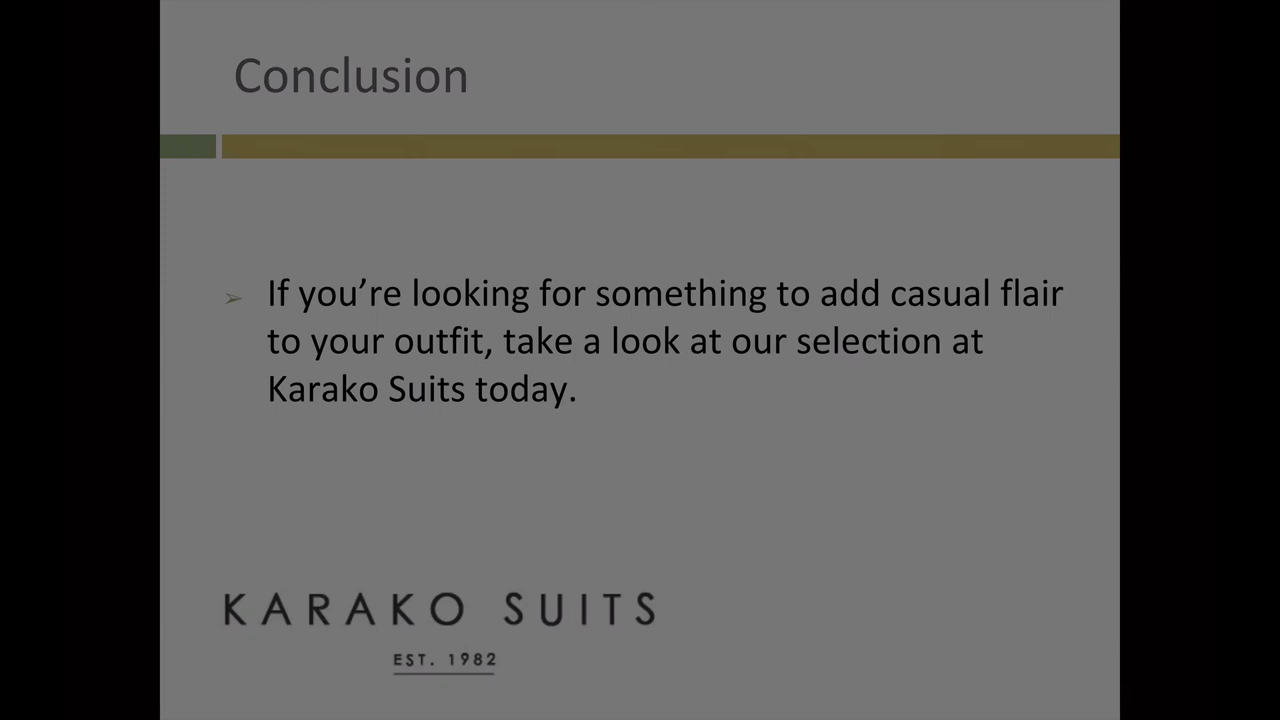 Conclusion
➢ If you’re looking for something to add casual flair
to your outfit, take a look at our selection at
Karako Suits today.
KARAKO SUITS
EST. 1982